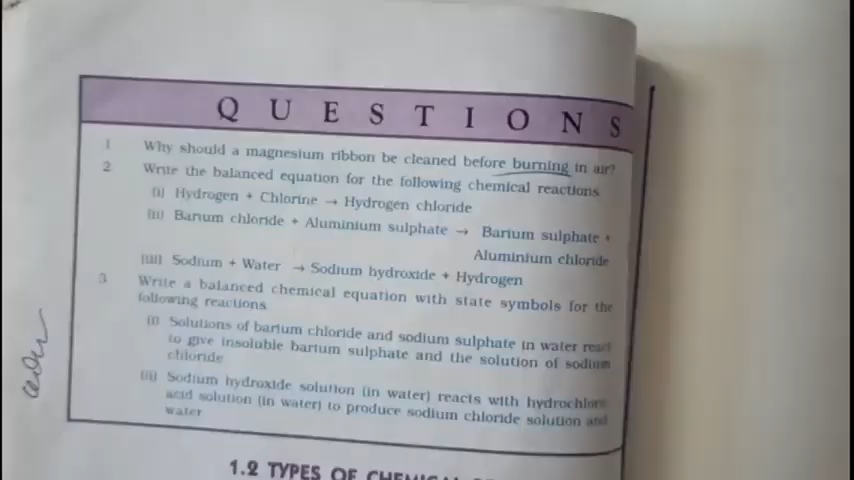 QUESTIONS
1 Why should a magnesium ribbon be cleaned before burning in air?
2 Write the balanced equation for the following chemical reactions.
(i) Hydrogen + Chlorine → Hydrogen chloride
(ii) Barium chloride + Aluminium sulphate → Barium sulphate +
Aluminium chloride
(iii) Sodium + Water → Sodium hydroxide + Hydrogen
3 Write a balanced chemical equation with state symbols for the
following reactions.
(i) Solutions of barium chloride and sodium sulphate in water react
to give insoluble barium sulphate and the solution of sodium
chloride
(ii) Sodium hydroxide solution (in water) reacts with hydrochloric
acid solution (in water) to produce sodium chloride solution and
water
1.2 TYPES OF